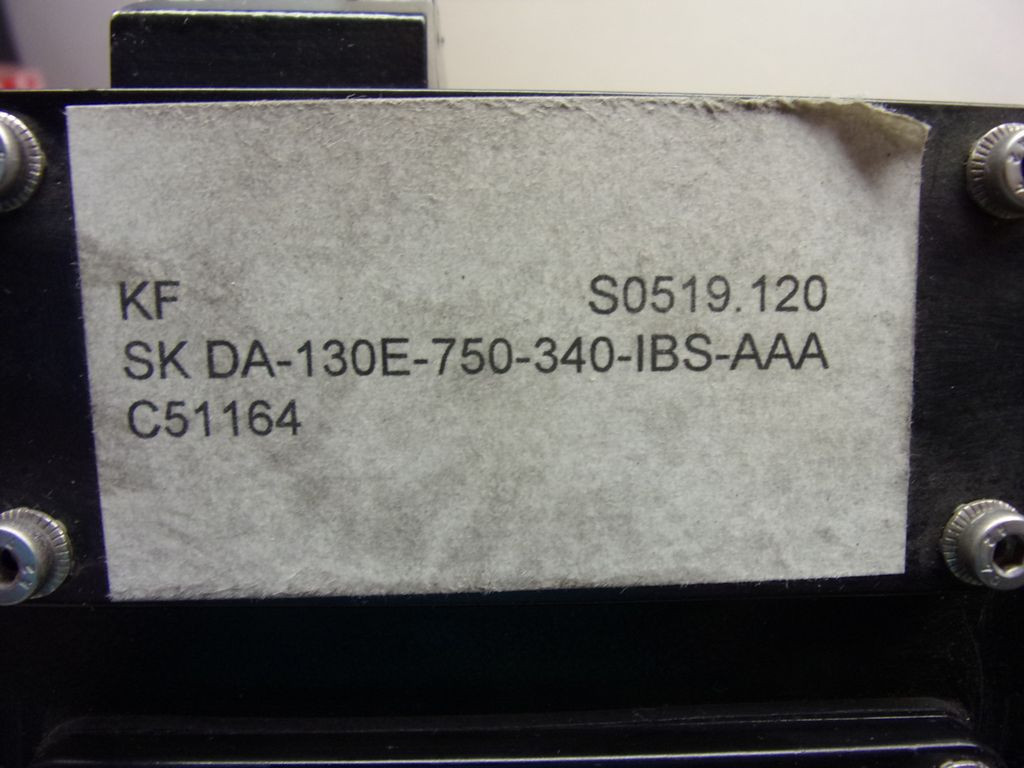 KF S0519.120
SK DA-130E-750-340-IBS-AAA
C51164